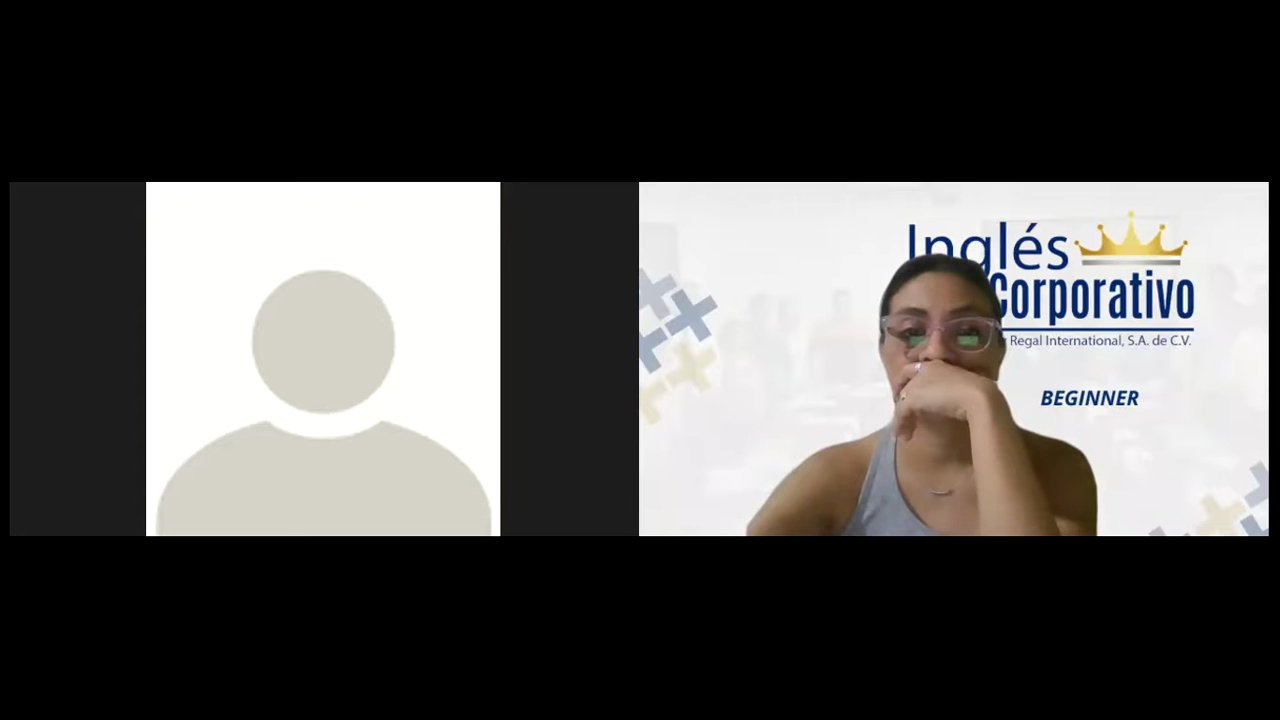 Inglés
Corporativo
Regal International, S.A. de C.V.
BEGINNER